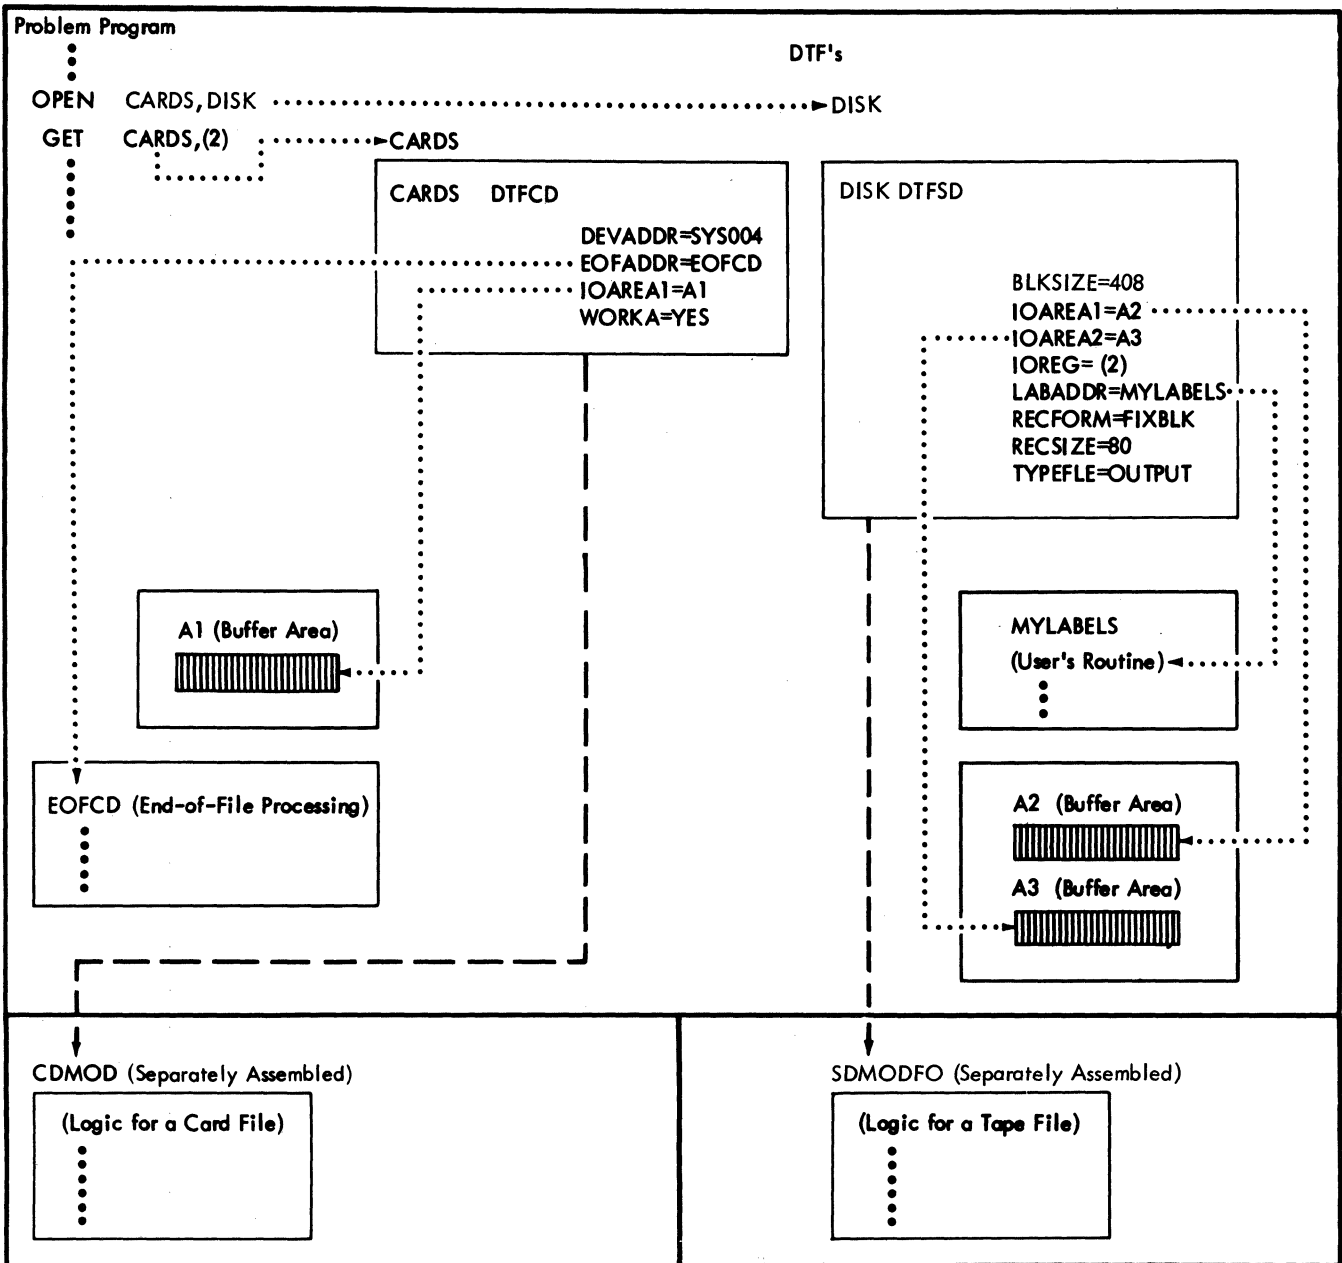 Problem Program
DTF's
OPEN CARDS,DISK DISK
GET CARDS,(2) CARDS
CARDS DTFCD
DEVADDR=SYS004
EOFADDR=EOFCD
IOAREA1=A1
WORKA=YES
DISK DTFSD
BLKSIZE=408
IOAREA1=A2
IOAREA2=A3
IOREG= (2)
LABADDR=MYLABELS
RECFORM=FIXBLK
RECSIZE=80
TYPEFLE=OUTPUT
A1 (Buffer Area)
MYLABELS
(User's Routine)
EOFCD (End-of-File Processing)
A2 (Buffer Area)
A3 (Buffer Area)
CDMOD (Separately Assembled)
(Logic for a Card File)
SDMODFO (Separately Assembled)
(Logic for a Tape File)